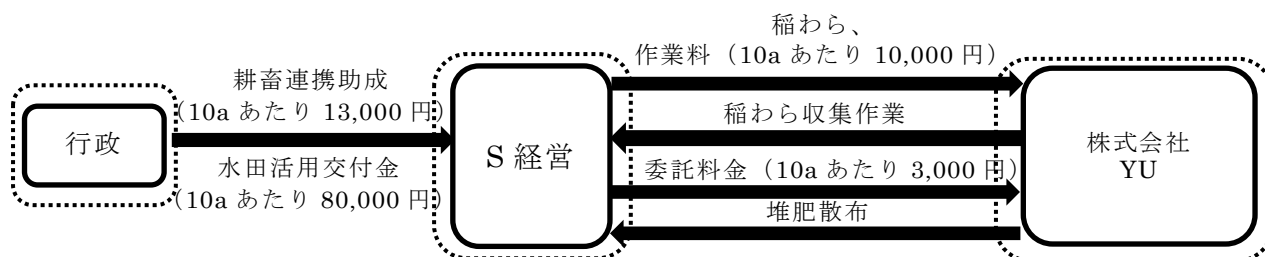 行政
耕畜連携助成
(10a あたり 13,000 円)
水田活用交付金
(10a あたり 80,000 円)
S 経営
稲わら、
作業料（10a あたり 10,000 円）
稲わら収集作業
委託料金（10a あたり 3,000 円）
堆肥散布
株式会社
YU